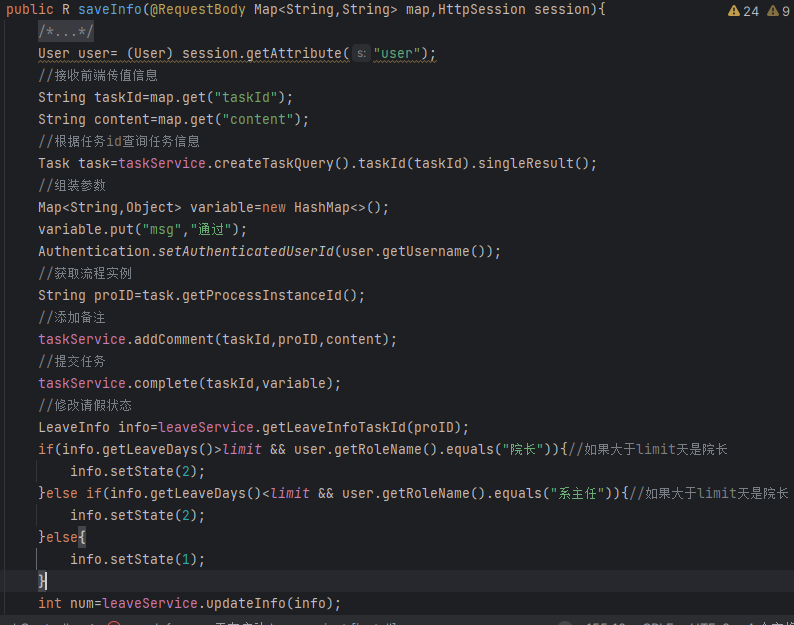 public R saveInfo(@RequestBody Map<String,String> map,HttpSession session){ 24 9
/*...*/
User user= (User) session.getAttribute( s: "user");
//接收前端传值信息
String taskId=map.get("taskId");
String content=map.get("content");
//根据任务id查询任务信息
Task task=taskService.createTaskQuery().taskId(taskId).singleResult();
//组装参数
Map<String,Object> variable=new HashMap<>();
variable.put("msg","通过");
Authentication.setAuthenticatedUserId(user.getUsername());
//获取流程实例
String proID=task.getProcessInstanceId();
//添加备注
taskService.addComment(taskId,proID,content);
//提交任务
taskService.complete(taskId,variable);
//修改请假状态
LeaveInfo info=leaveService.getLeaveInfoTaskId(proID);
if(info.getLeaveDays()>limit && user.getRoleName().equals("院长")){//如果大于limit天是院长
info.setState(2);
}else if(info.getLeaveDays()<limit && user.getRoleName().equals("系主任")){//如果大于limit天是院长
info.setState(2);
}else{
info.setState(1);
}
int num=leaveService.updateInfo(info);